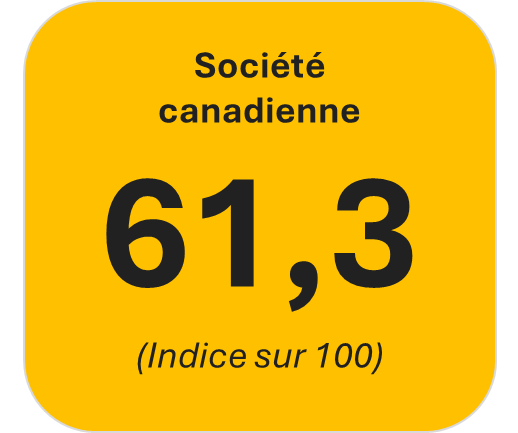 Société
canadienne
61,3
(Indice sur 100)